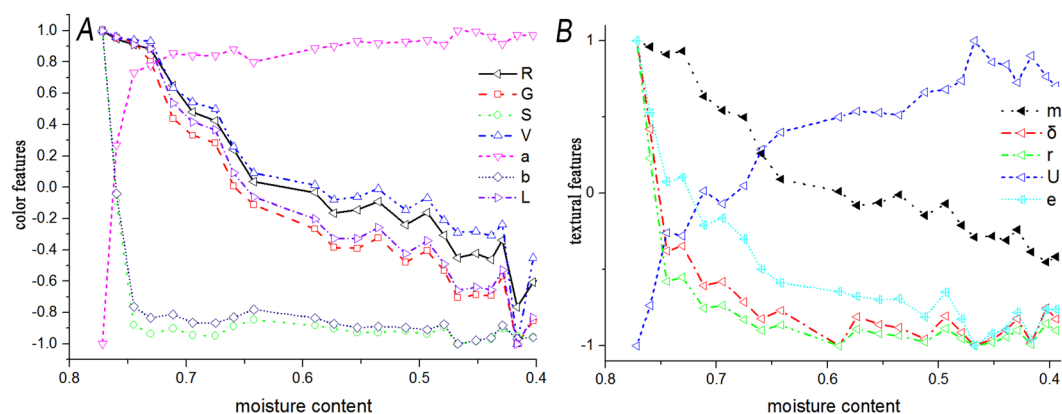 A
1.0
0.8
0.6
0.4
0.2
0.0
-0.2
-0.4
-0.6
-0.8
-1.0
color features
R
G
S
V
a
b
L
0.8
0.7
0.6
0.5
0.4
moisture content
B
1
0
-1
textural features
m
δ
r
U
e
0.8
0.7
0.6
0.5
0.4
moisture content